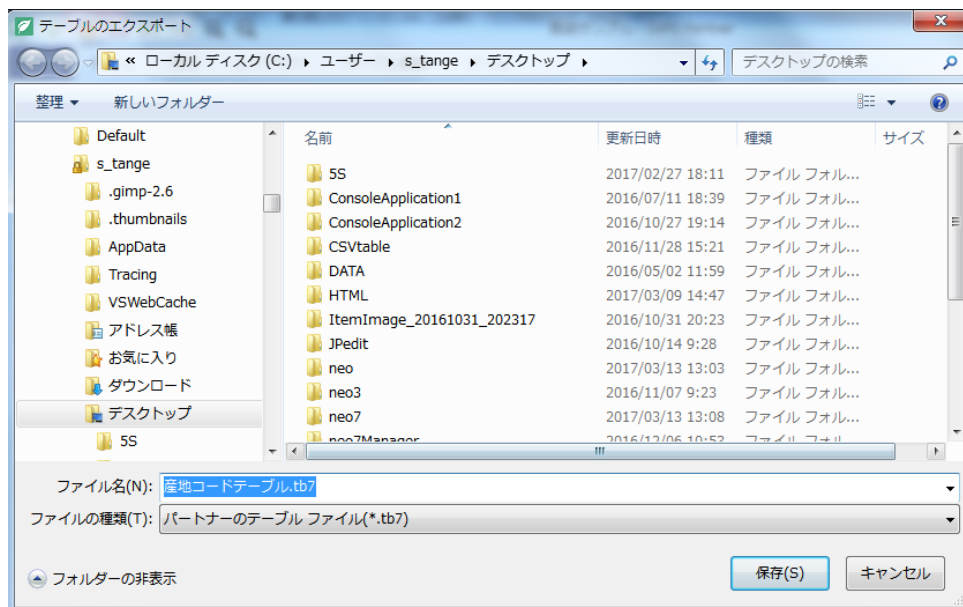 テーブルのエクスポート
« ローカル ディスク (C:) ▸ ユーザー ▸ s_tange ▸ デスクトップ ▸
デスクトップの検索
整理 ▼ 新しいフォルダー
Default
s_tange
.gimp-2.6
.thumbnails
AppData
Tracing
VSWebCache
アドレス帳
お気に入り
ダウンロード
デスクトップ
5S
名前 更新日時 種類 サイズ
5S 2017/02/27 18:11 ファイル フォル...
ConsoleApplication1 2016/07/11 18:39 ファイル フォル...
ConsoleApplication2 2016/10/27 19:14 ファイル フォル...
CSVtable 2016/11/28 15:21 ファイル フォル...
DATA 2016/05/02 11:59 ファイル フォル...
HTML 2017/03/09 14:47 ファイル フォル...
ItemImage_20161031_202317 2016/10/31 20:23 ファイル フォル...
JPedit 2016/10/14 9:28 ファイル フォル...
neo 2017/03/13 13:03 ファイル フォル...
neo3 2016/11/07 9:23 ファイル フォル...
neo7 2017/03/13 13:08 ファイル フォル...
neo7Manager 2016/12/06 10:53 ファイル フォル...
ファイル名(N): 産地コードテーブル.tb7
ファイルの種類(T): パートナーのテーブル ファイル(*.tb7)
フォルダーの非表示
保存(S) キャンセル